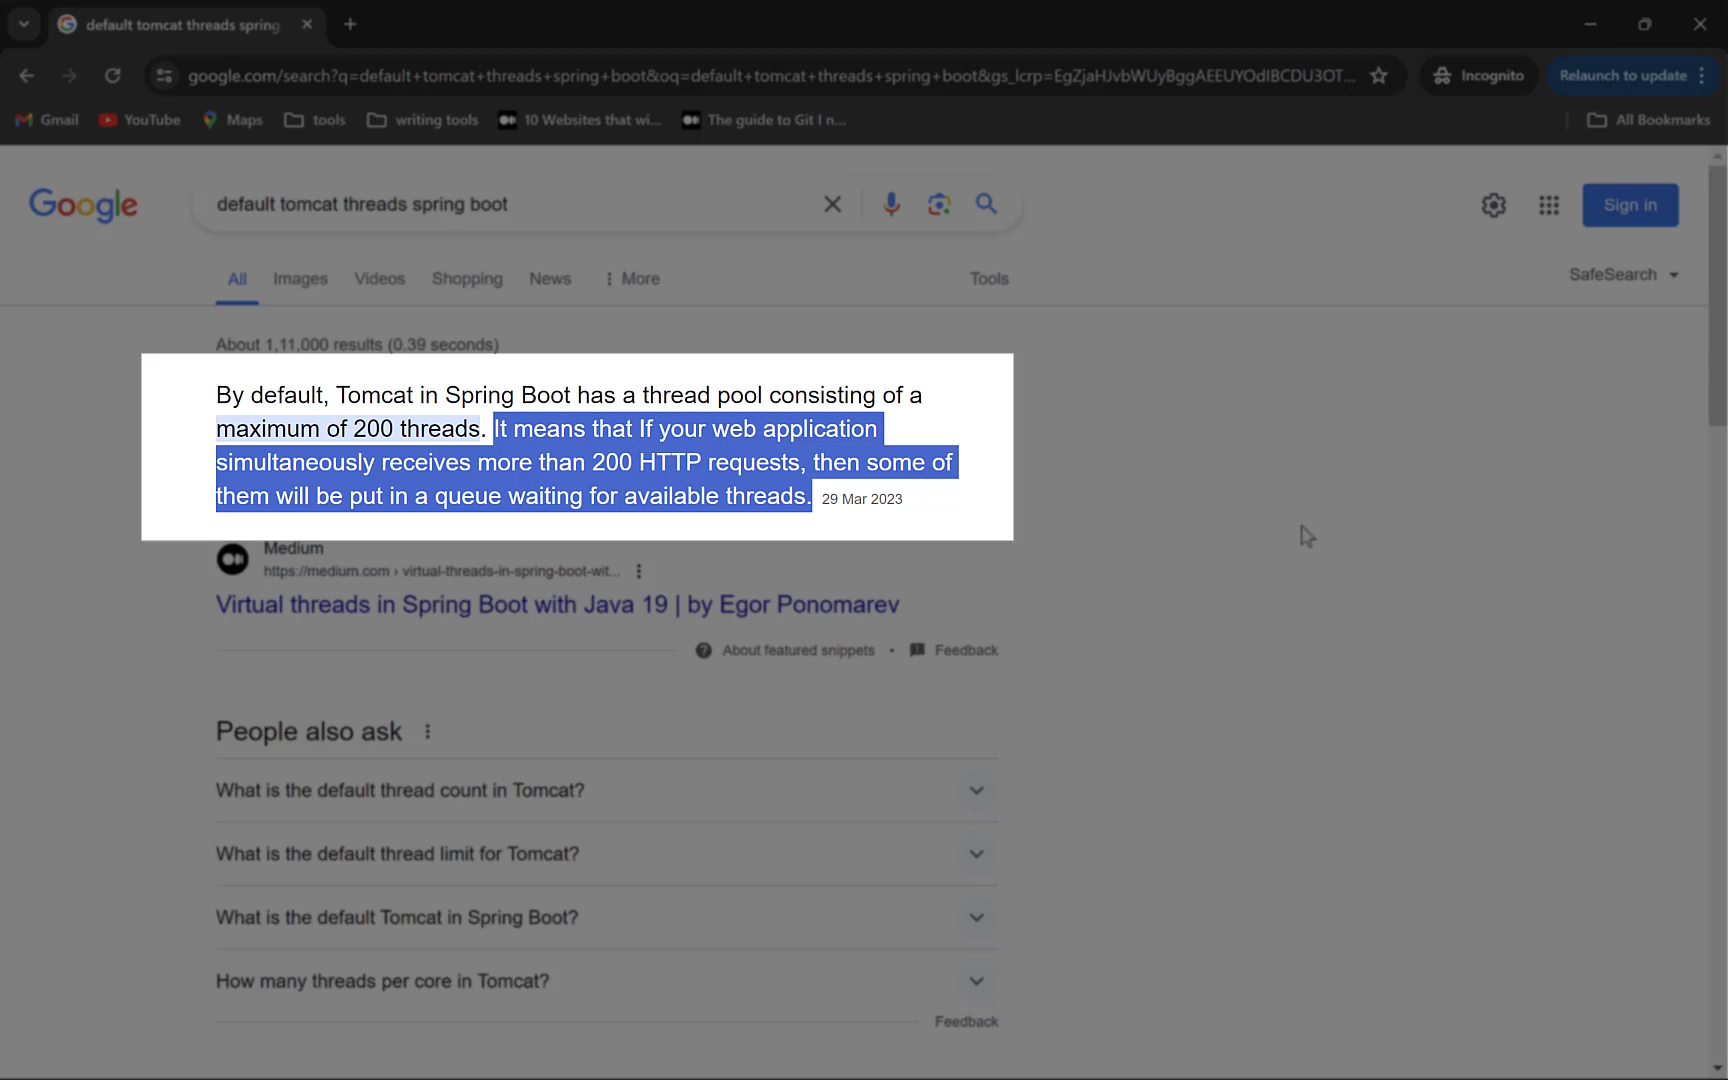 default tomcat threads spring
google.com/search?q=default+tomcat+threads+spring+boot&oq=default+tomcat+threads+spring+boot&gs_lcrp=EgZjaHJvbWUyBggAEEUYOdIBCDU3OT...
Incognito
Relaunch to update
Gmail
YouTube
Maps
tools
writing tools
10 Websites that wi...
The guide to Git I n...
All Bookmarks
Google
default tomcat threads spring boot
Sign in
All
Images
Videos
Shopping
News
More
Tools
SafeSearch
About 1,11,000 results (0.39 seconds)
By default, Tomcat in Spring Boot has a thread pool consisting of a
maximum of 200 threads. It means that If your web application
simultaneously receives more than 200 HTTP requests, then some of
them will be put in a queue waiting for available threads. 29 Mar 2023
Medium
https://medium.com › virtual-threads-in-spring-boot-wit...
Virtual threads in Spring Boot with Java 19 | by Egor Ponomarev
About featured snippets • Feedback
People also ask
What is the default thread count in Tomcat?
What is the default thread limit for Tomcat?
What is the default Tomcat in Spring Boot?
How many threads per core in Tomcat?
Feedback